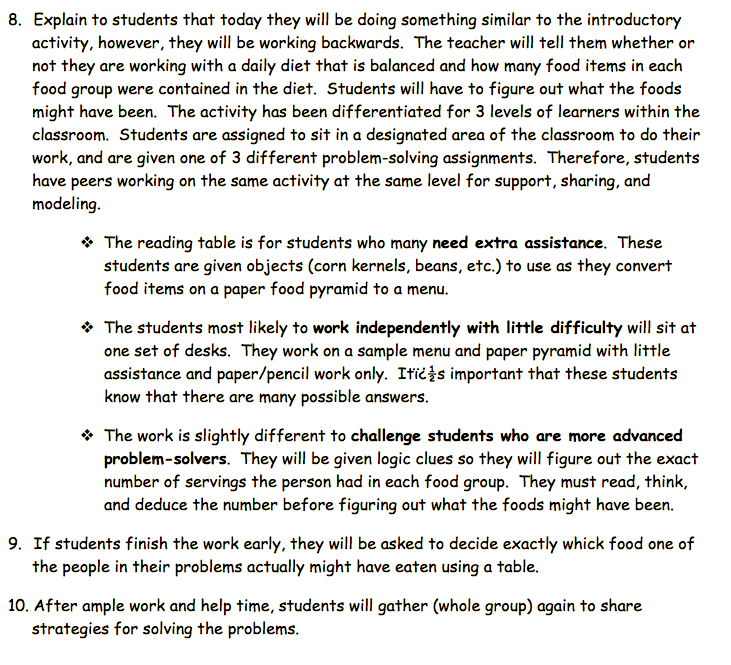 8. Explain to students that today they will be doing something similar to the introductory
activity, however, they will be working backwards. The teacher will tell them whether or
not they are working with a daily diet that is balanced and how many food items in each
food group were contained in the diet. Students will have to figure out what the foods
might have been. The activity has been differentiated for 3 levels of learners within the
classroom. Students are assigned to sit in a designated area of the classroom to do their
work, and are given one of 3 different problem-solving assignments. Therefore, students
have peers working on the same activity at the same level for support, sharing, and
modeling.
❖ The reading table is for students who many need extra assistance. These
students are given objects (corn kernels, beans, etc.) to use as they convert
food items on a paper food pyramid to a menu.
❖ The students most likely to work independently with little difficulty will sit at
one set of desks. They work on a sample menu and paper pyramid with little
assistance and paper/pencil work only. Itï¿½s important that these students
know that there are many possible answers.
❖ The work is slightly different to challenge students who are more advanced
problem-solvers. They will be given logic clues so they will figure out the exact
number of servings the person had in each food group. They must read, think,
and deduce the number before figuring out what the foods might have been.
9. If students finish the work early, they will be asked to decide exactly whick food one of
the people in their problems actually might have eaten using a table.
10. After ample work and help time, students will gather (whole group) again to share
strategies for solving the problems.